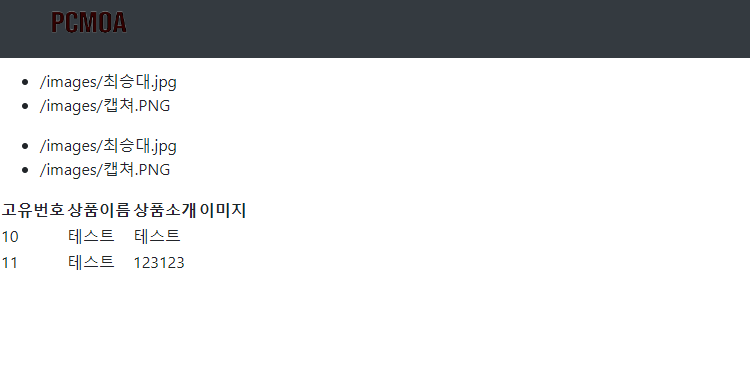 PCMOA
/images/최승대.jpg
/images/캡쳐.PNG
/images/최승대.jpg
/images/캡쳐.PNG
고유번호 상품이름 상품소개 이미지
10 테스트 테스트
11 테스트 123123